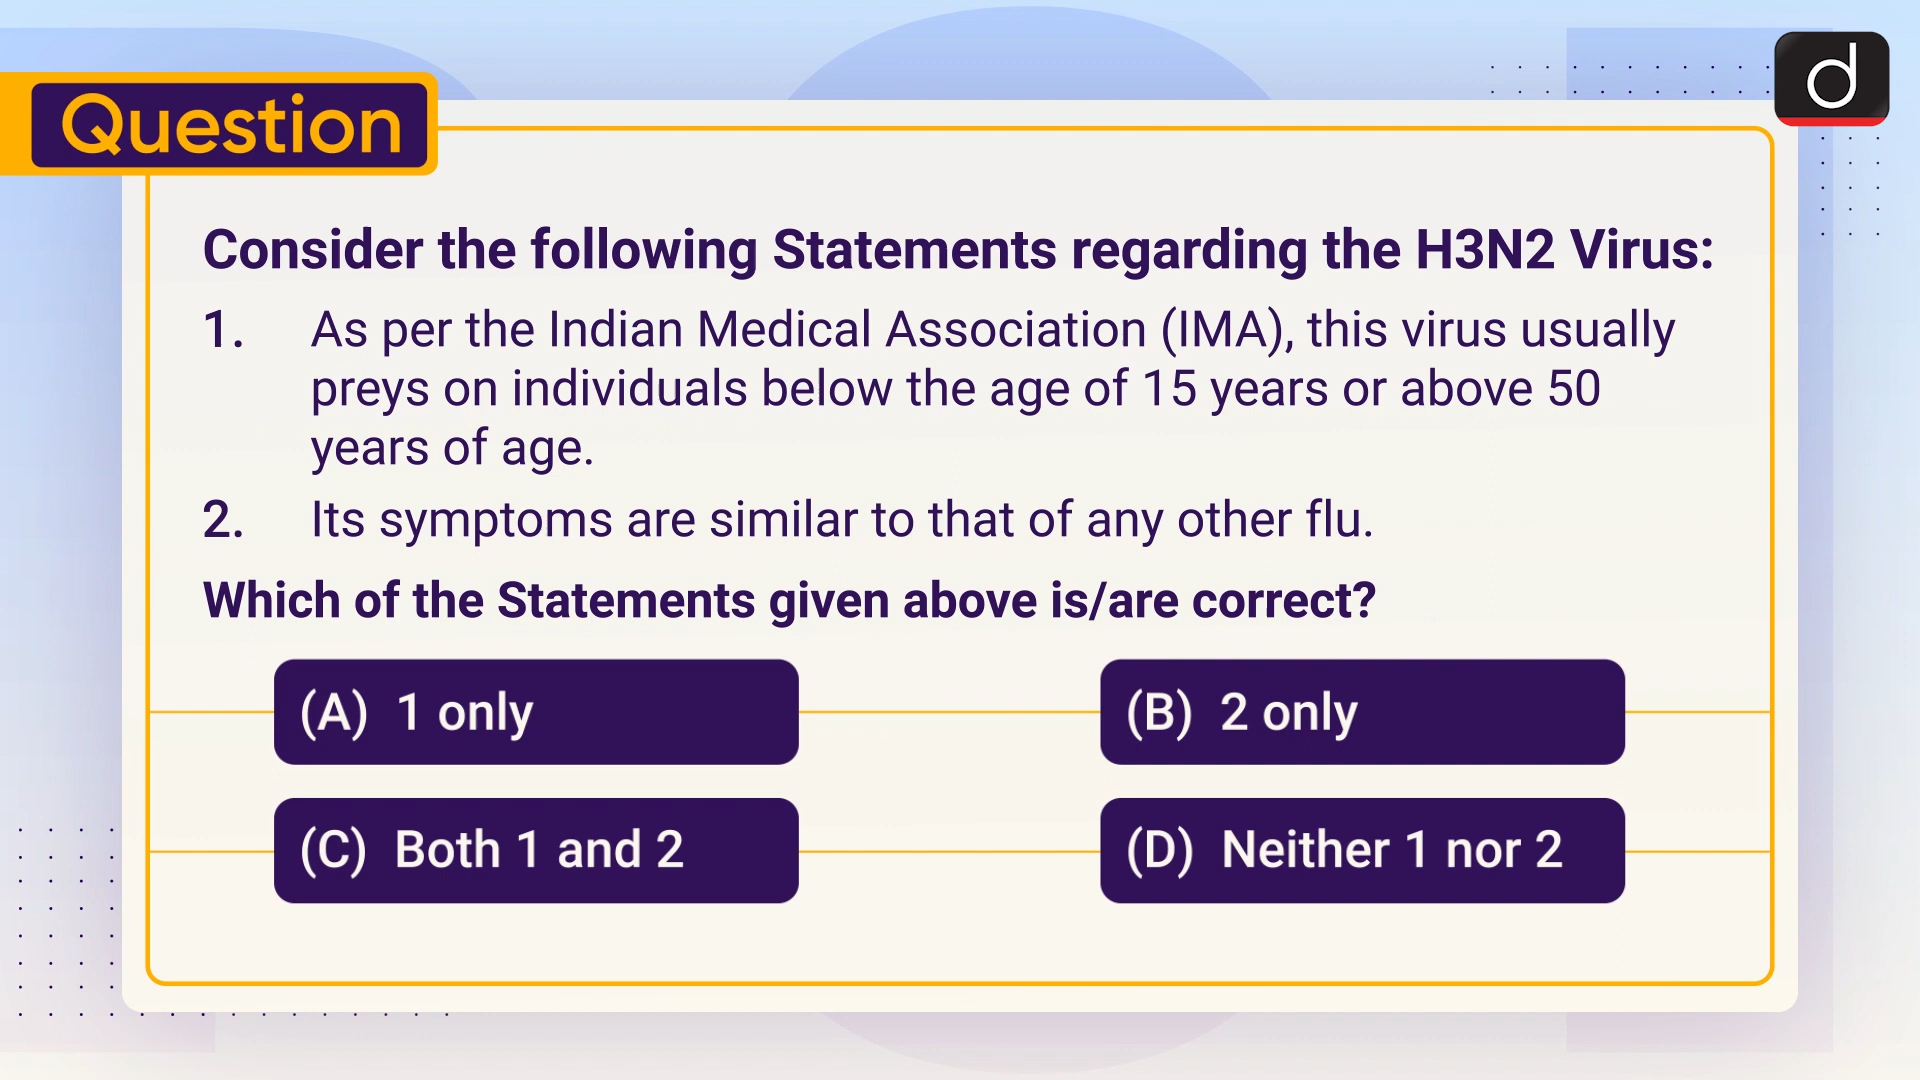 Question
Consider the following Statements regarding the H3N2 Virus:
1. As per the Indian Medical Association (IMA), this virus usually
preys on individuals below the age of 15 years or above 50
years of age.
2. Its symptoms are similar to that of any other flu.
Which of the Statements given above is/are correct?
(A) 1 only
(B) 2 only
(C) Both 1 and 2
(D) Neither 1 nor 2
d